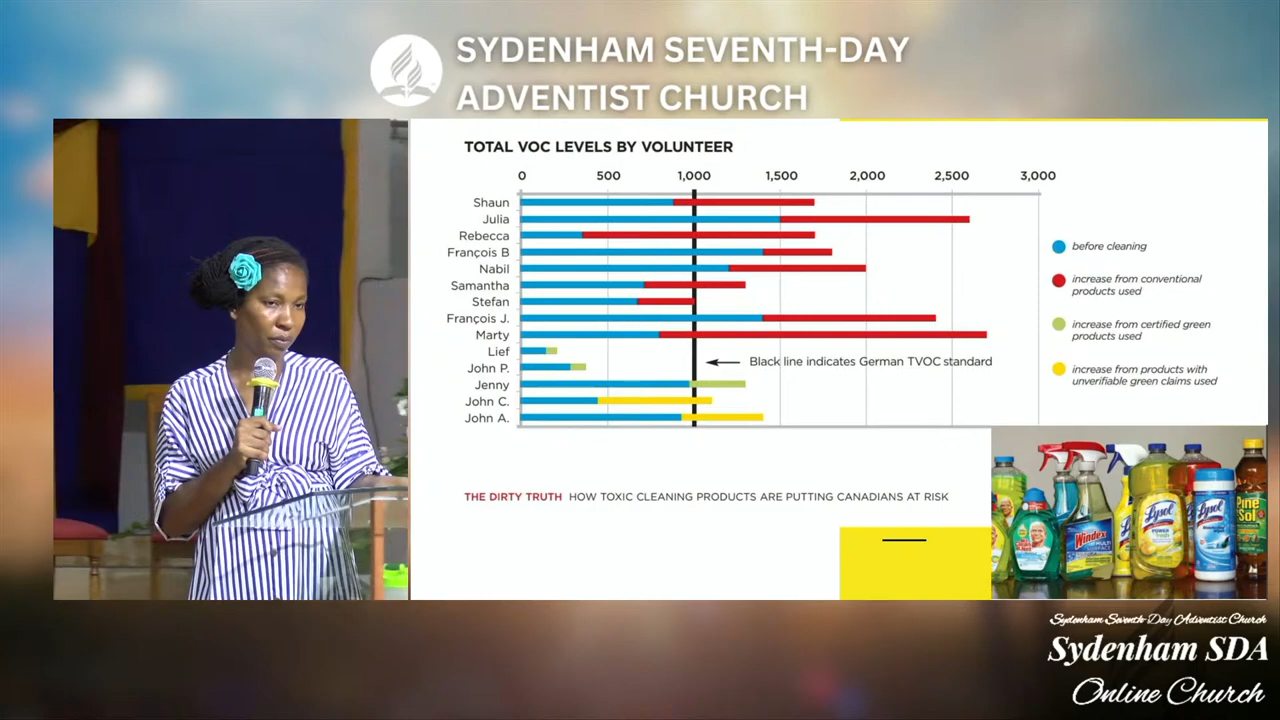 SYDENHAM SEVENTH-DAY
ADVENTIST CHURCH
TOTAL VOC LEVELS BY VOLUNTEER
0 500 1,000 1,500 2,000 2,500 3,000
Shaun
Julia
Rebecca
François B
Nabil
Samantha
Stefan
François J.
Marty
Lief
John P.
Jenny
John C.
John A.
Black line indicates German TVOC standard
before cleaning
increase from conventional
products used
increase from certified green
products used
increase from products with
unverifiable green claims used
THE DIRTY TRUTH HOW TOXIC CLEANING PRODUCTS ARE PUTTING CANADIANS AT RISK
Windex
Lysol
Lysol
Pine
Sol
Sydenham Seventh-Day Adventist Church
Sydenham SDA
Online Church